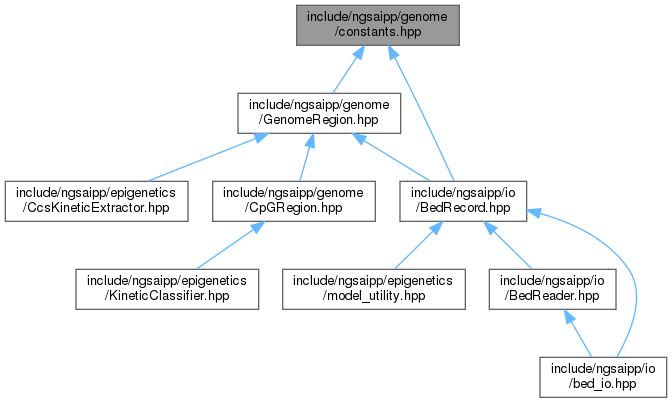 include/ngsaipp/genome
/constants.hpp
include/ngsaipp/genome
/GenomeRegion.hpp
include/ngsaipp/epigenetics
/CcsKineticExtractor.hpp
include/ngsaipp/genome
/CpGRegion.hpp
include/ngsaipp/io
/BedRecord.hpp
include/ngsaipp/epigenetics
/KineticClassifier.hpp
include/ngsaipp/epigenetics
/model_utility.hpp
include/ngsaipp/io
/BedReader.hpp
include/ngsaipp/io
/bed_io.hpp